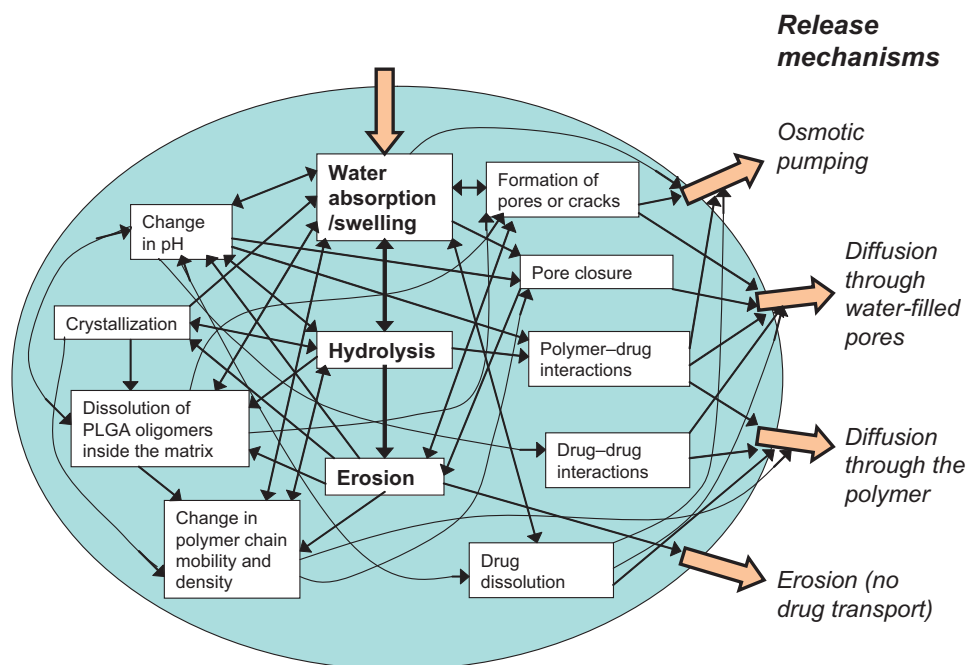 Release
mechanisms
Osmotic
pumping
Water
absorption
/swelling
Formation of
pores or cracks
Change
in pH
Diffusion
through
water-filled
pores
Pore closure
Crystallization
Hydrolysis
Polymer–drug
interactions
Dissolution of
PLGA oligomers
inside the matrix
Drug–drug
interactions
Diffusion
through the
polymer
Erosion
Change in
polymer chain
mobility and
density
Drug
dissolution
Erosion (no
drug transport)